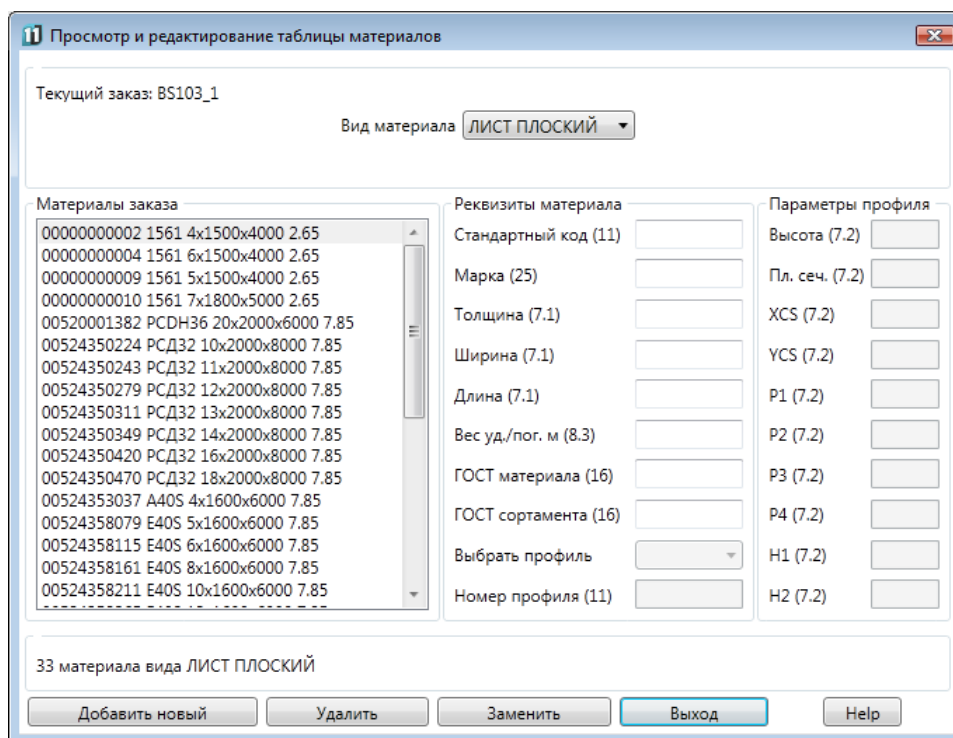 Просмотр и редактирование таблицы материалов
Текущий заказ: BS103_1
Вид материала ЛИСТ ПЛОСКИЙ
Материалы заказа
00000000002 1561 4x1500x4000 2.65
00000000004 1561 6x1500x4000 2.65
00000000009 1561 5x1500x4000 2.65
00000000010 1561 7x1800x5000 2.65
00520001382 PCDH36 20x2000x6000 7.85
00524350224 РСД32 10x2000x8000 7.85
00524350243 РСД32 11x2000x8000 7.85
00524350279 РСД32 12x2000x8000 7.85
00524350311 РСД32 13x2000x8000 7.85
00524350349 РСД32 14x2000x8000 7.85
00524350420 РСД32 16x2000x8000 7.85
00524350470 РСД32 18x2000x8000 7.85
00524353037 A40S 4x1600x6000 7.85
00524358079 E40S 5x1600x6000 7.85
00524358115 E40S 6x1600x6000 7.85
00524358161 E40S 8x1600x6000 7.85
00524358211 E40S 10x1600x6000 7.85
Реквизиты материала
Стандартный код (11)
Марка (25)
Толщина (7.1)
Ширина (7.1)
Длина (7.1)
Вес уд./пог. м (8.3)
ГОСТ материала (16)
ГОСТ сортамента (16)
Выбрать профиль
Номер профиля (11)
Параметры профиля
Высота (7.2)
Пл. сеч. (7.2)
XCS (7.2)
YCS (7.2)
P1 (7.2)
P2 (7.2)
P3 (7.2)
P4 (7.2)
H1 (7.2)
H2 (7.2)
33 материала вида ЛИСТ ПЛОСКИЙ
Добавить новый
Удалить
Заменить
Выход
Help